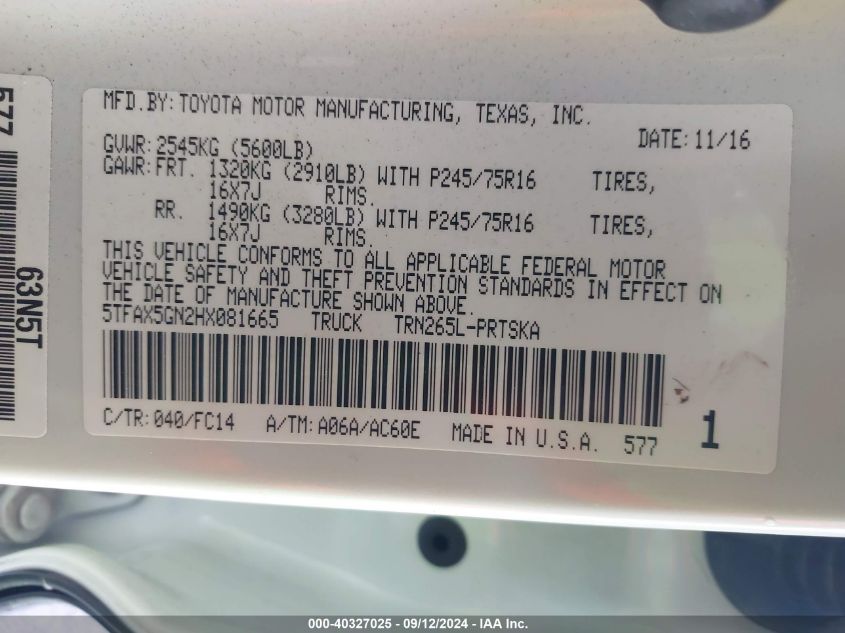 MFD.BY:TOYOTA MOTOR MANUFACTURING, TEXAS, INC.
DATE:11/16
GVWR:2545KG (5600LB)
GAWR:FRT. 1320KG (2910LB) WITH P245/75R16 TIRES,
16X7J RIMS.
RR. 1490KG (3280LB) WITH P245/75R16 TIRES,
16X7J RIMS.
THIS VEHICLE CONFORMS TO ALL APPLICABLE FEDERAL MOTOR
VEHICLE SAFETY AND THEFT PREVENTION STANDARDS IN EFFECT ON
THE DATE OF MANUFACTURE SHOWN ABOVE.
5TFAX5GN2HX081665 TRUCK TRN265L-PRTSKA
C/TR:040/FC14 A/TM:A06A/AC60E MADE IN U.S.A. 577
1
577
63N5T
000-40327025 - 09/12/2024 - IAA Inc.